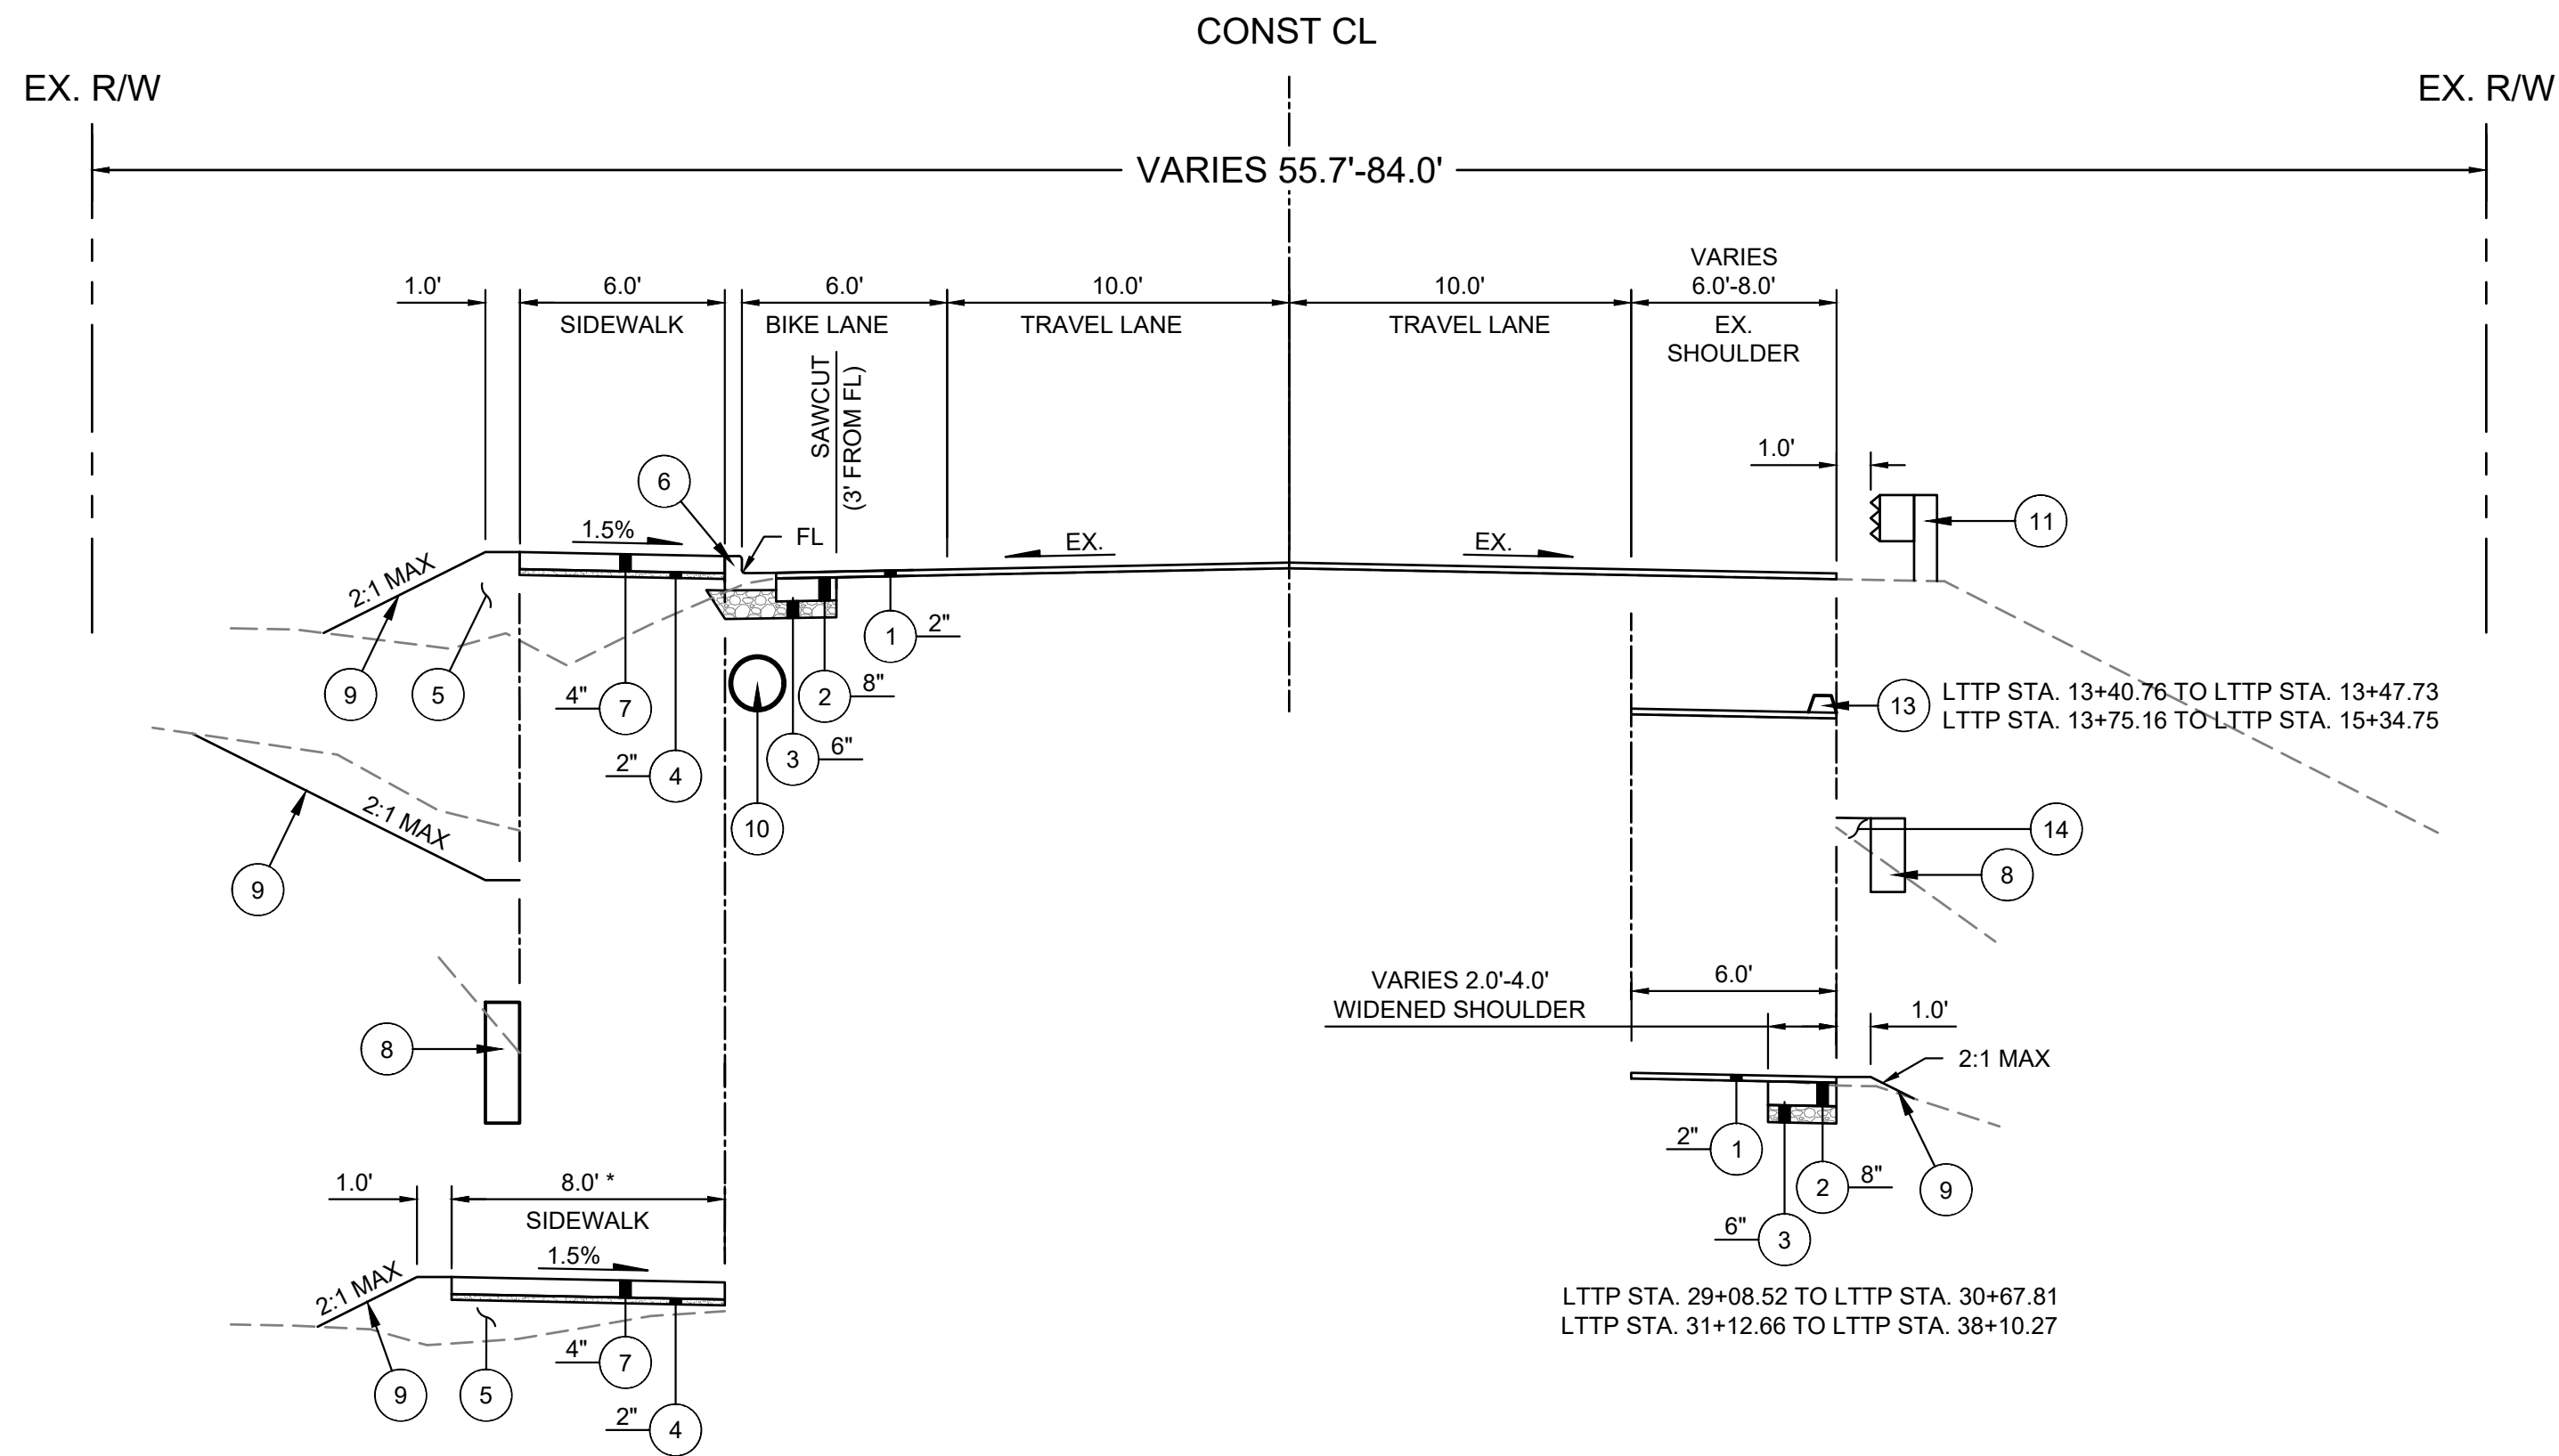 CONST CL
EX. R/W
EX. R/W
VARIES 55.7'-84.0'
1.0'
6.0'
SIDEWALK
6.0'
BIKE LANE
10.0'
TRAVEL LANE
10.0'
TRAVEL LANE
VARIES
6.0'-8.0'
EX.
SHOULDER
SAWCUT
(3' FROM FL)
1.0'
6
11
1.5%
FL
EX.
EX.
2:1 MAX
1
2"
9
5
4"
7
2
8"
13
LTTP STA. 13+40.76 TO LTTP STA. 13+47.73
LTTP STA. 13+75.16 TO LTTP STA. 15+34.75
2"
4
3
6"
10
2:1 MAX
9
14
8
VARIES 2.0'-4.0'
WIDENED SHOULDER
6.0'
1.0'
8
2:1 MAX
2"
1
2
8"
9
6"
3
1.0'
8.0' *
SIDEWALK
1.5%
2:1 MAX
LTTP STA. 29+08.52 TO LTTP STA. 30+67.81
LTTP STA. 31+12.66 TO LTTP STA. 38+10.27
9
5
4"
7
2"
4